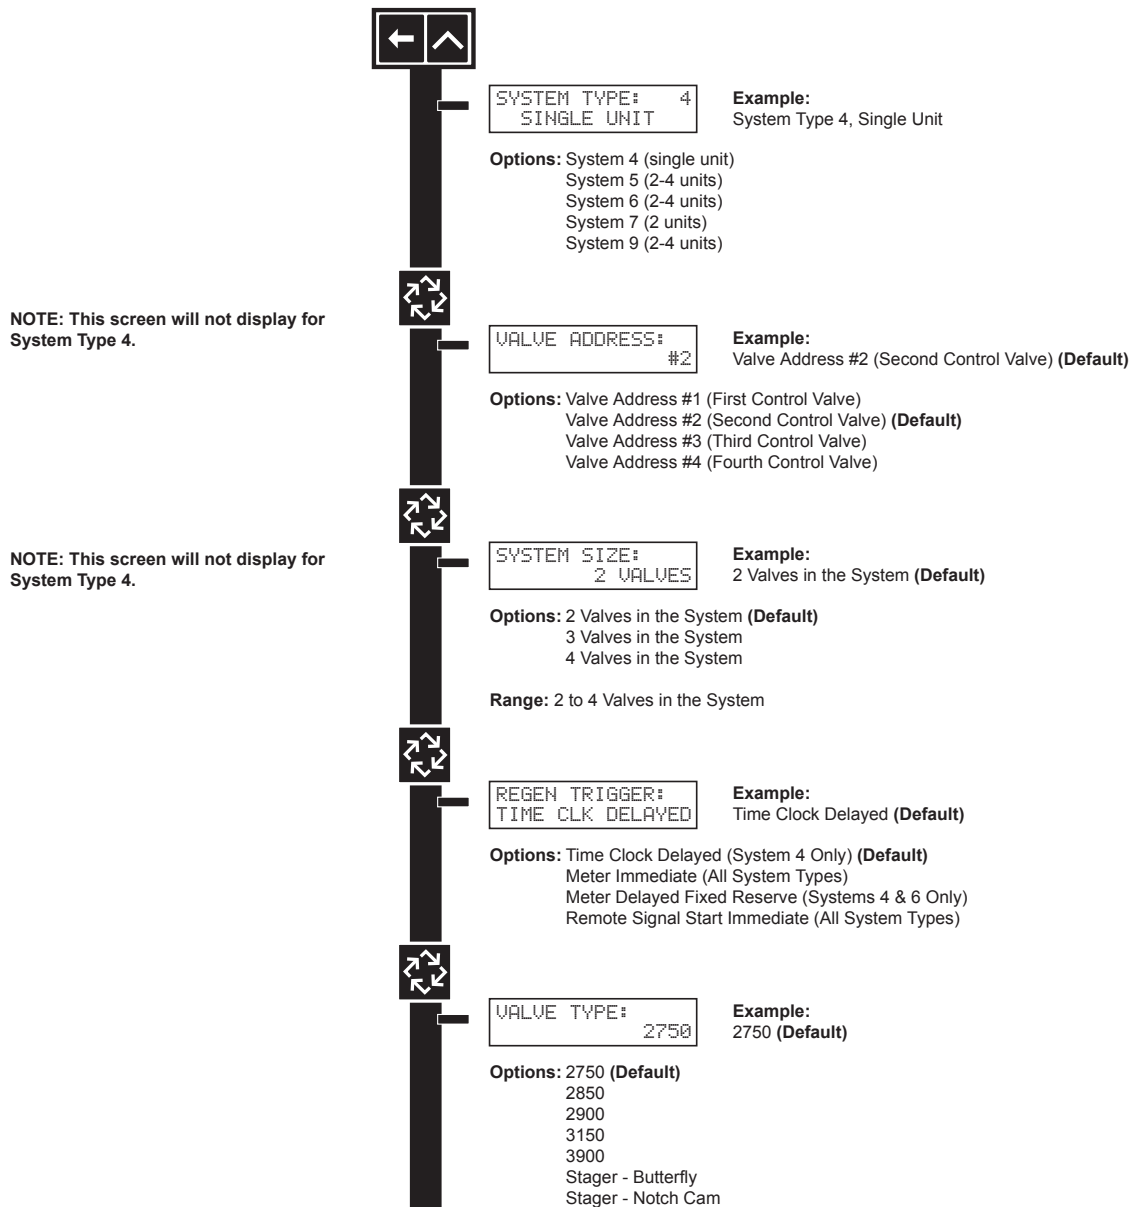 SYSTEM TYPE: 4
SINGLE UNIT
Example:
System Type 4, Single Unit
Options: System 4 (single unit)
System 5 (2-4 units)
System 6 (2-4 units)
System 7 (2 units)
System 9 (2-4 units)
NOTE: This screen will not display for
System Type 4.
VALVE ADDRESS:
#2
Example:
Valve Address #2 (Second Control Valve) (Default)
Options: Valve Address #1 (First Control Valve)
Valve Address #2 (Second Control Valve) (Default)
Valve Address #3 (Third Control Valve)
Valve Address #4 (Fourth Control Valve)
NOTE: This screen will not display for
System Type 4.
SYSTEM SIZE:
2 VALVES
Example:
2 Valves in the System (Default)
Options: 2 Valves in the System (Default)
3 Valves in the System
4 Valves in the System
Range: 2 to 4 Valves in the System
REGEN TRIGGER:
TIME CLK DELAYED
Example:
Time Clock Delayed (Default)
Options: Time Clock Delayed (System 4 Only) (Default)
Meter Immediate (All System Types)
Meter Delayed Fixed Reserve (Systems 4 & 6 Only)
Remote Signal Start Immediate (All System Types)
VALVE TYPE:
2750
Example:
2750 (Default)
Options: 2750 (Default)
2850
2900
3150
3900
Stager - Butterfly
Stager - Notch Cam